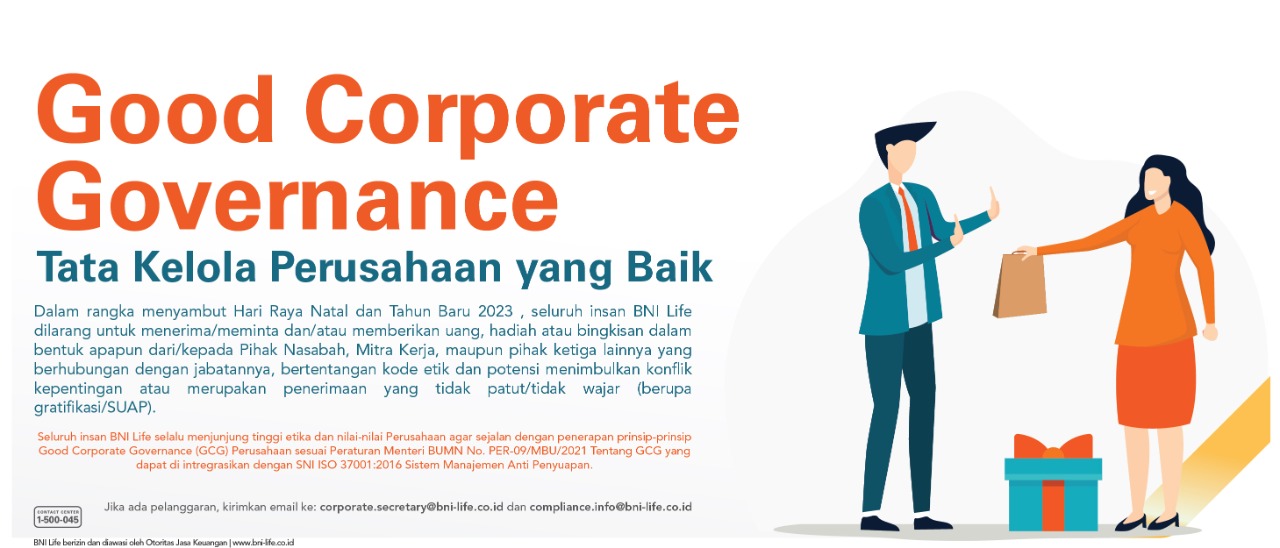 Good Corporate
Governance
Tata Kelola Perusahaan yang Baik
Dalam rangka menyambut Hari Raya Natal dan Tahun Baru 2023 , seluruh insan BNI Life
dilarang untuk menerima/meminta dan/atau memberikan uang, hadiah atau bingkisan dalam
bentuk apapun dari/kepada Pihak Nasabah, Mitra Kerja, maupun pihak ketiga lainnya yang
berhubungan dengan jabatannya, bertentangan kode etik dan potensi menimbulkan konflik
kepentingan atau merupakan penerimaan yang tidak patut/tidak wajar (berupa
gratifikasi/SUAP).
Seluruh insan BNI Life selalu menjunjung tinggi etika dan nilai-nilai Perusahaan agar sejalan dengan penerapan prinsip-prinsip
Good Corporate Governance (GCG) Perusahaan sesuai Peraturan Menteri BUMN No. PER-09/MBU/2021 Tentang GCG yang
dapat di intregrasikan dengan SNI ISO 37001:2016 Sistem Manajemen Anti Penyuapan.
Jika ada pelanggaran, kirimkan email ke: corporate.secretary@bni-life.co.id dan compliance.info@bni-life.co.id
CONTACT CENTER
1-500-045
BNI Life berizin dan diawasi oleh Otoritas Jasa Keuangan | www.bni-life.co.id